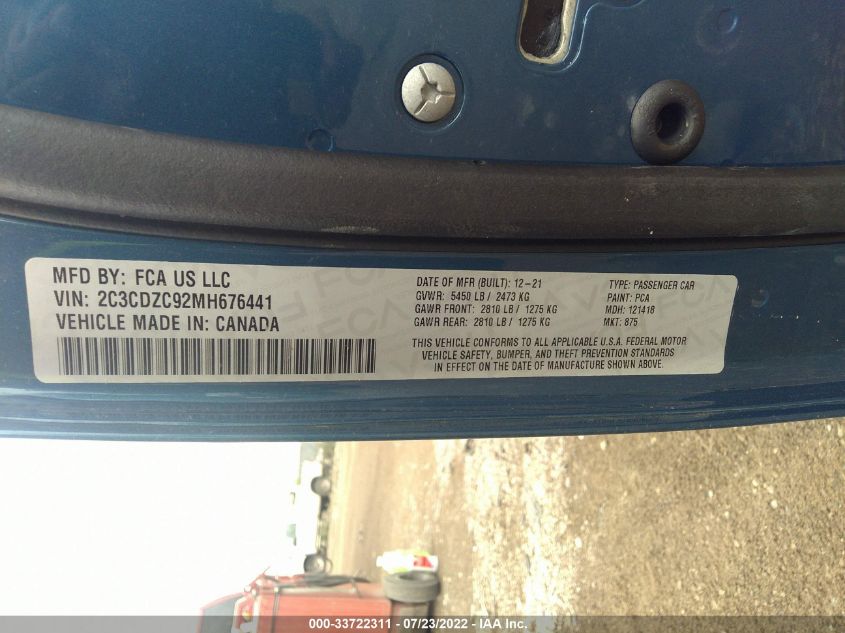 MFD BY: FCA US LLC
VIN: 2C3CDZC92MH676441
VEHICLE MADE IN: CANADA
DATE OF MFR (BUILT): 12-21
GVWR: 5450 LB / 2473 KG
GAWR FRONT: 2810 LB / 1275 KG
GAWR REAR: 2810 LB / 1275 KG
TYPE: PASSENGER CAR
PAINT: PCA
MDH: 121418
MKT: 875
THIS VEHICLE CONFORMS TO ALL APPLICABLE U.S.A. FEDERAL MOTOR
VEHICLE SAFETY, BUMPER, AND THEFT PREVENTION STANDARDS
IN EFFECT ON THE DATE OF MANUFACTURE SHOWN ABOVE.
000-33722311 - 07/23/2022 - IAA Inc.